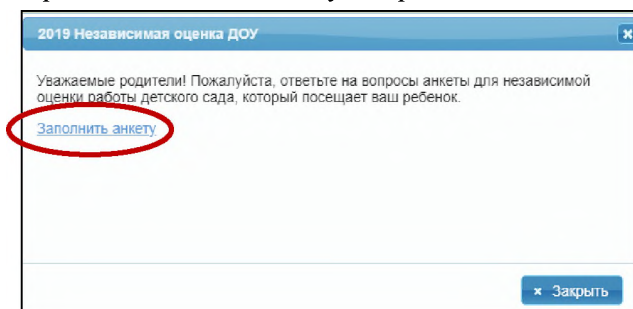 2019 Независимая оценка ДОУ
Уважаемые родители! Пожалуйста, ответьте на вопросы анкеты для независимой
оценки работы детского сада, который посещает ваш ребенок.
Заполнить анкету
× Закрыть